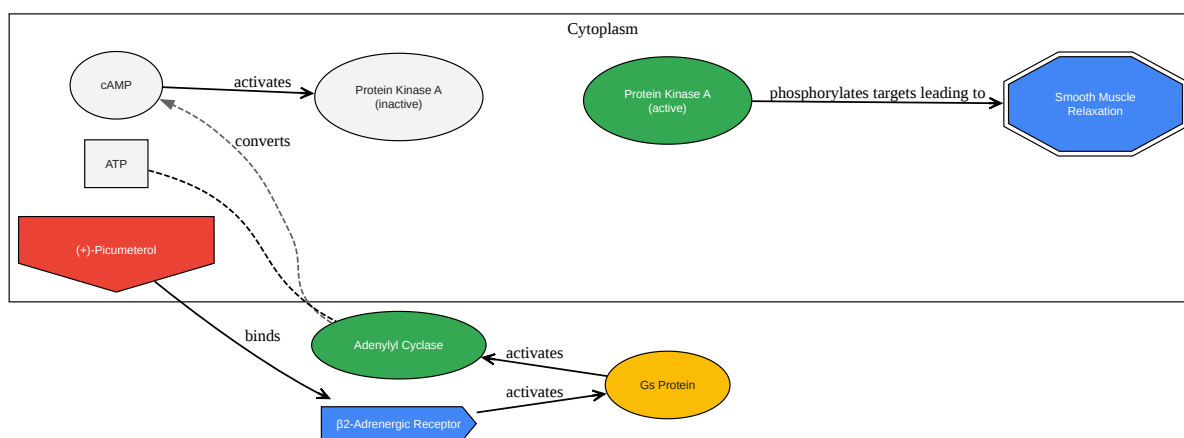 Cytoplasm
cAMP
activates
Protein Kinase A
(inactive)
Protein Kinase A
(active)
phosphorylates targets leading to
Smooth Muscle
Relaxation
converts
ATP
(+)-Picumeterol
binds
Adenylyl Cyclase
activates
activates
Gs Protein
β2-Adrenergic Receptor